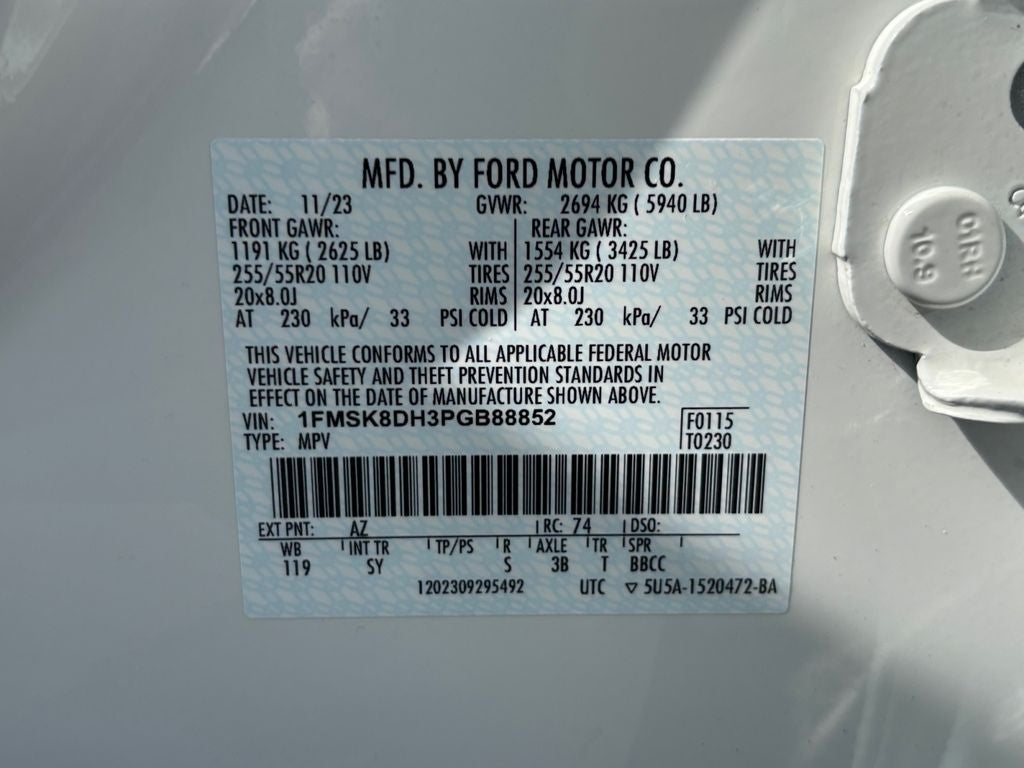 MFD. BY FORD MOTOR CO.
DATE: 11/23 GVWR: 2694 KG ( 5940 LB)
FRONT GAWR: REAR GAWR:
1191 KG ( 2625 LB) WITH 1554 KG ( 3425 LB) WITH
255/55R20 110V TIRES 255/55R20 110V TIRES
20x8.0J RIMS 20x8.0J RIMS
AT 230 kPa/ 33 PSI COLD AT 230 kPa/ 33 PSI COLD
THIS VEHICLE CONFORMS TO ALL APPLICABLE FEDERAL MOTOR
VEHICLE SAFETY AND THEFT PREVENTION STANDARDS IN
EFFECT ON THE DATE OF MANUFACTURE SHOWN ABOVE.
VIN: 1FMSK8DH3PGB88852 F0115
TYPE: MPV T0230
EXT PNT: AZ RC: 74 DSO:
WB INT TR TP/PS R AXLE TR SPR
119 SY S 3B T BBCC
1202309295492 UTC ▽ 5U5A-1520472-BA
10.9